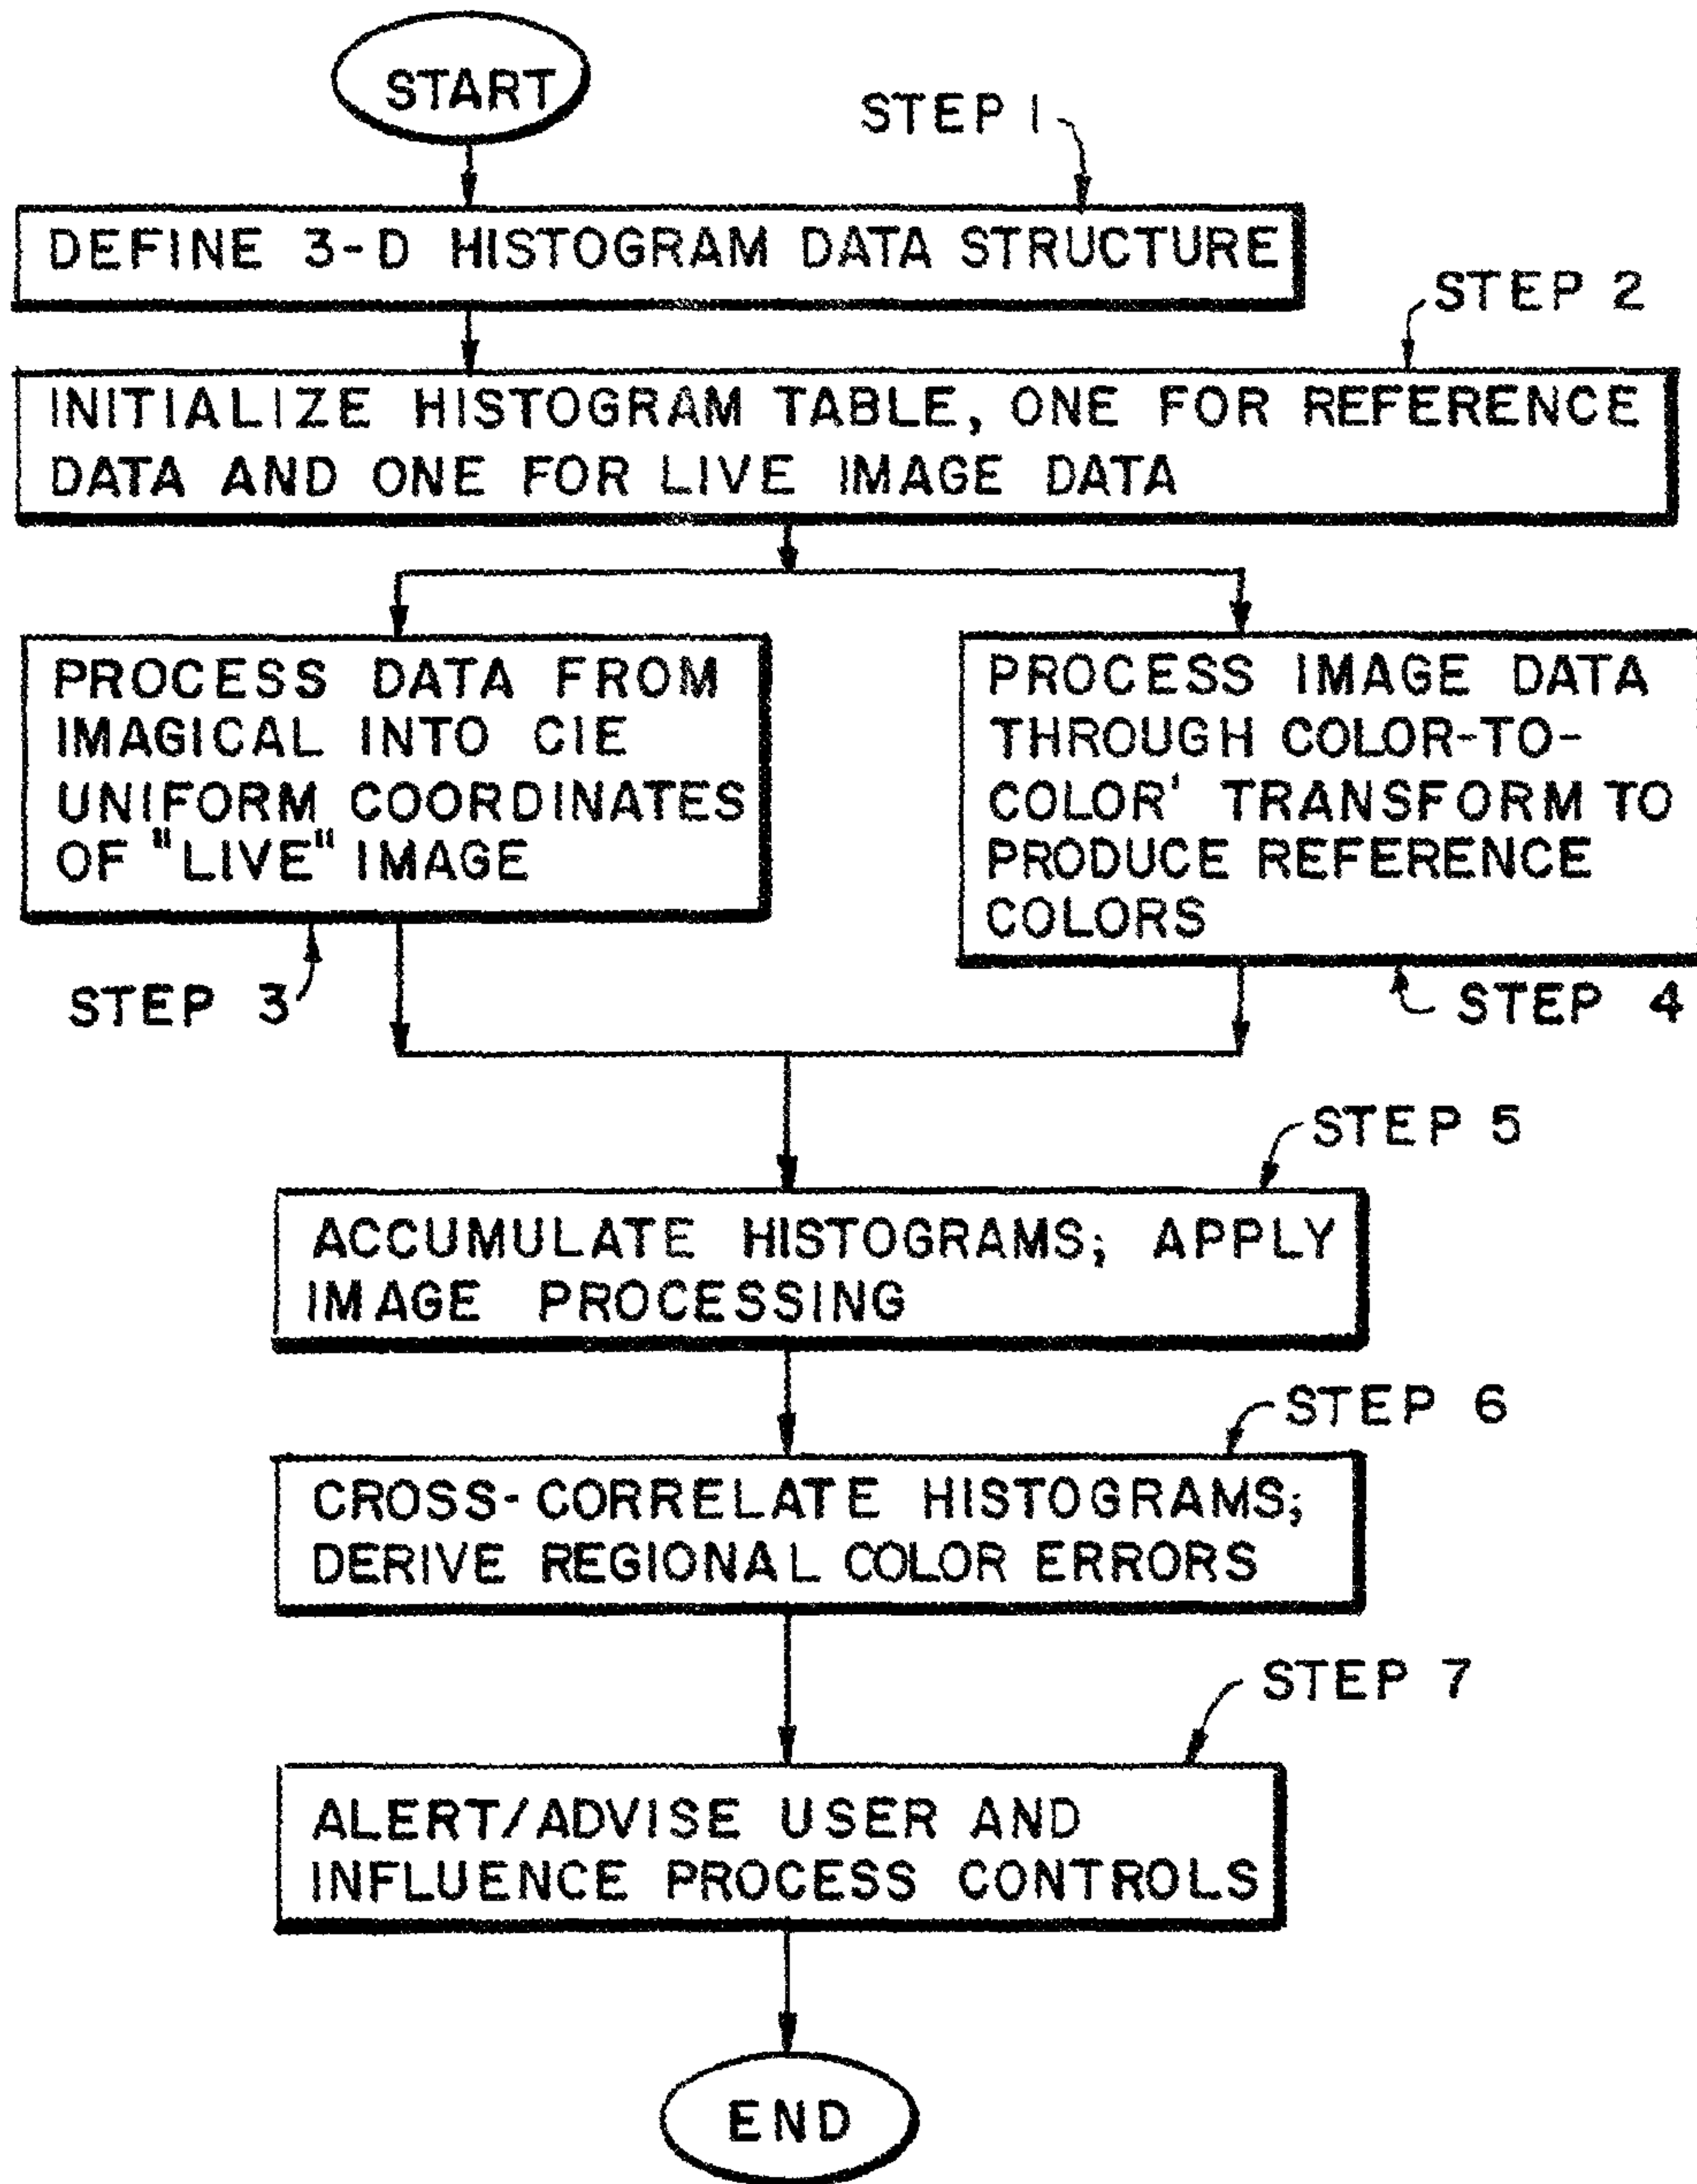 START
STEP 1
DEFINE 3-D HISTOGRAM DATA STRUCTURE
STEP 2
INITIALIZE HISTOGRAM TABLE, ONE FOR REFERENCE
DATA AND ONE FOR LIVE IMAGE DATA
PROCESS DATA FROM
IMAGICAL INTO CIE
UNIFORM COORDINATES
OF "LIVE" IMAGE
STEP 3
PROCESS IMAGE DATA
THROUGH COLOR-TO-
COLOR' TRANSFORM TO
PRODUCE REFERENCE
COLORS
STEP 4
STEP 5
ACCUMULATE HISTOGRAMS; APPLY
IMAGE PROCESSING
STEP 6
CROSS-CORRELATE HISTOGRAMS;
DERIVE REGIONAL COLOR ERRORS
STEP 7
ALERT/ADVISE USER AND
INFLUENCE PROCESS CONTROLS
END